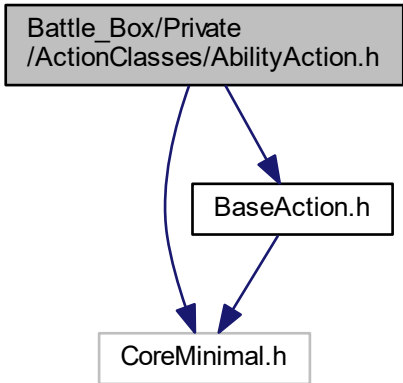 Battle_Box/Private
/ActionClasses/AbilityAction.h
BaseAction.h
CoreMinimal.h